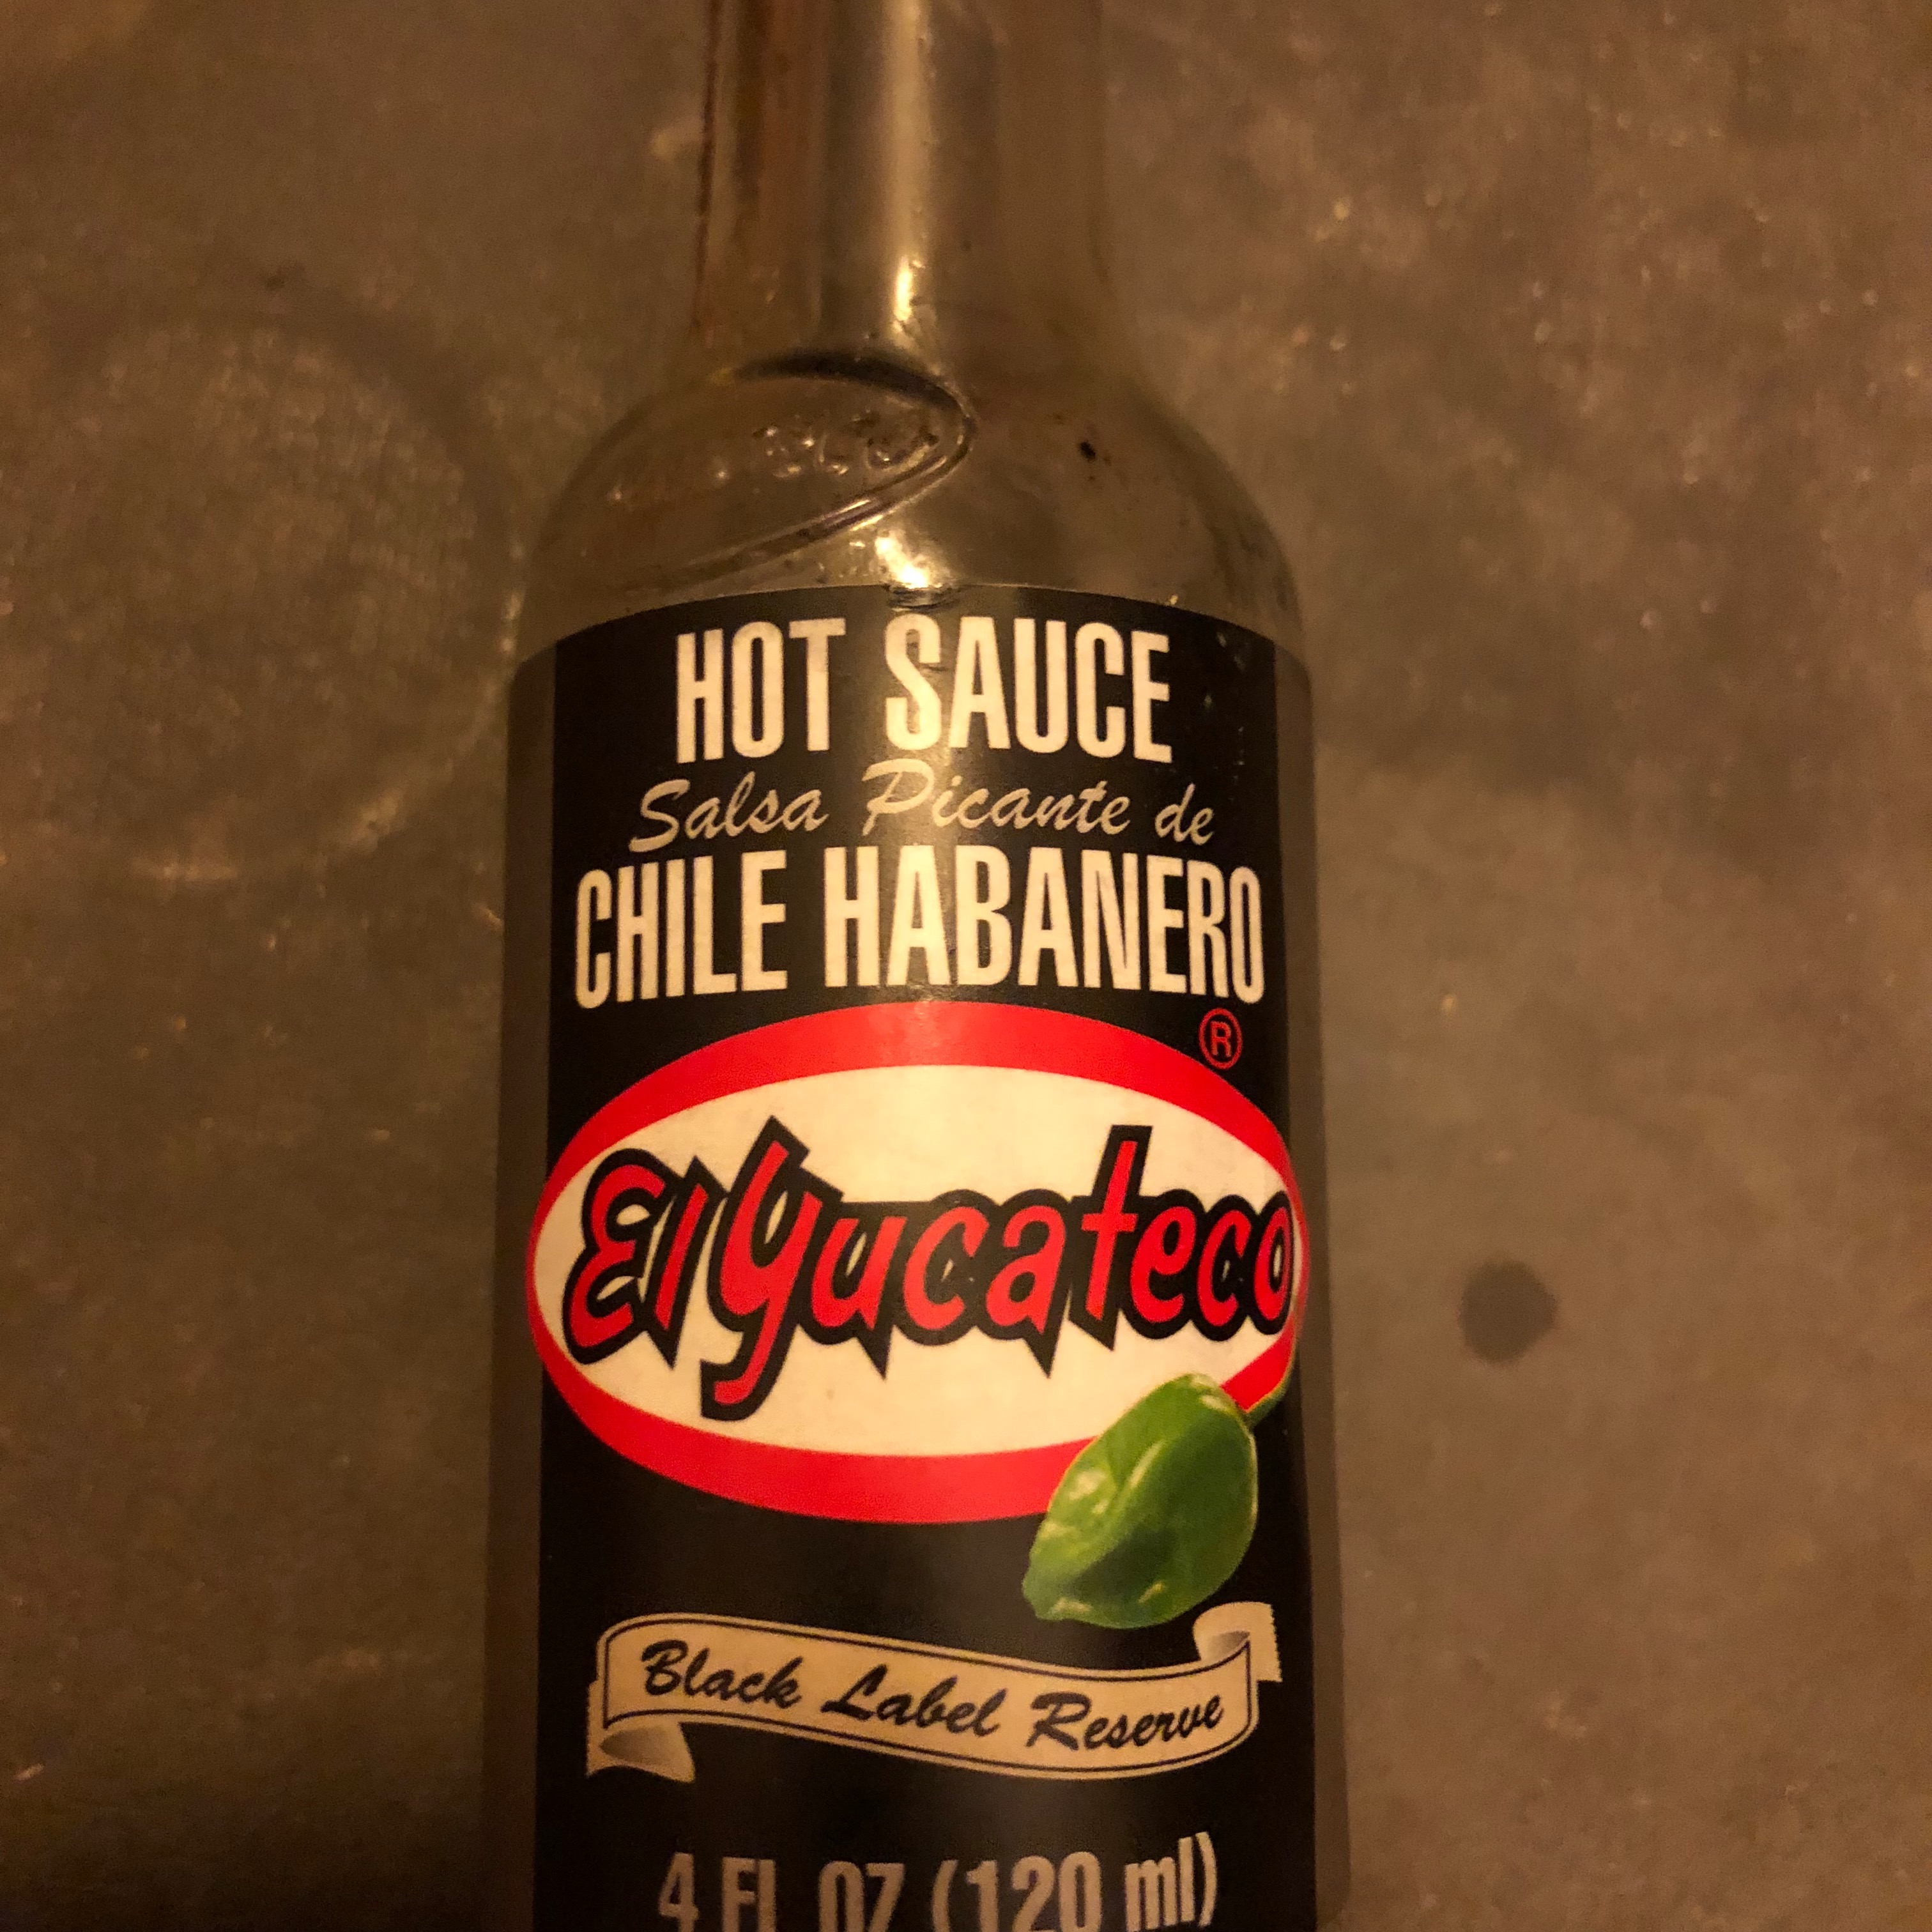 HOT SAUCE
Salsa Picante de
CHILE HABANERO
®
El Yucateco
Black Label Reserve
4 FL OZ (120 ml)